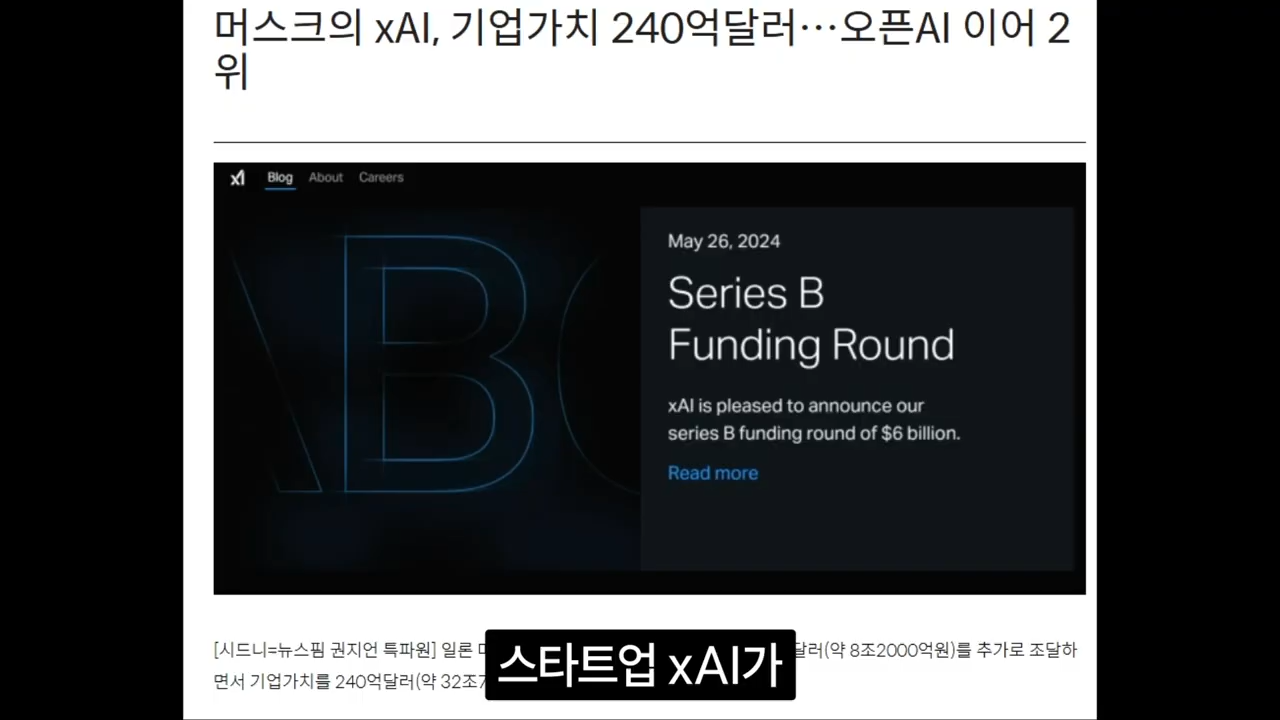 머스크의 xAI, 기업가치 240억달러…오픈AI 이어 2
위
xI Blog About Careers
May 26, 2024
Series B
Funding Round
xAI is pleased to announce our
series B funding round of $6 billion.
Read more
[시드니=뉴스핌 권지언 특파원] 일론 달러(약 8조2000억원)를 추가로 조달하
면서 기업가치를 240억달러(약 32조
스타트업 xAI가